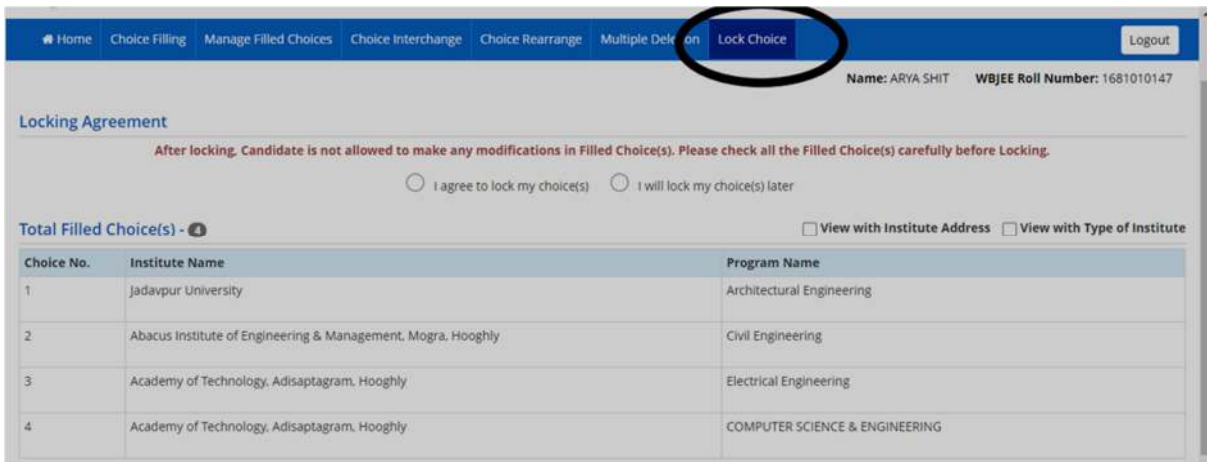 Home Choice Filling Manage Filled Choices Choice Interchange Choice Rearrange Multiple Deletion Lock Choice Logout
Name: ARYA SHIT WBJEE Roll Number: 1681010147
Locking Agreement
After locking, Candidate is not allowed to make any modifications in Filled Choice(s). Please check all the Filled Choice(s) carefully before Locking.
I agree to lock my choice(s) I will lock my choice(s) later
Total Filled Choice(s) - 4 View with Institute Address View with Type of Institute
Choice No. Institute Name Program Name
1 Jadavpur University Architectural Engineering
2 Abacus Institute of Engineering & Management, Mogra, Hooghly Civil Engineering
3 Academy of Technology, Adisaptagram, Hooghly Electrical Engineering
4 Academy of Technology, Adisaptagram, Hooghly COMPUTER SCIENCE & ENGINEERING